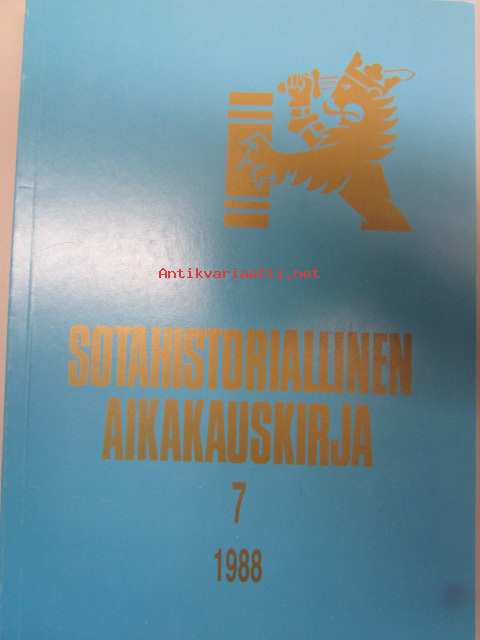 Antikvariaatti.net
SOTAHISTORIALLINEN
AIKAKAUSKIRJA
7
1988